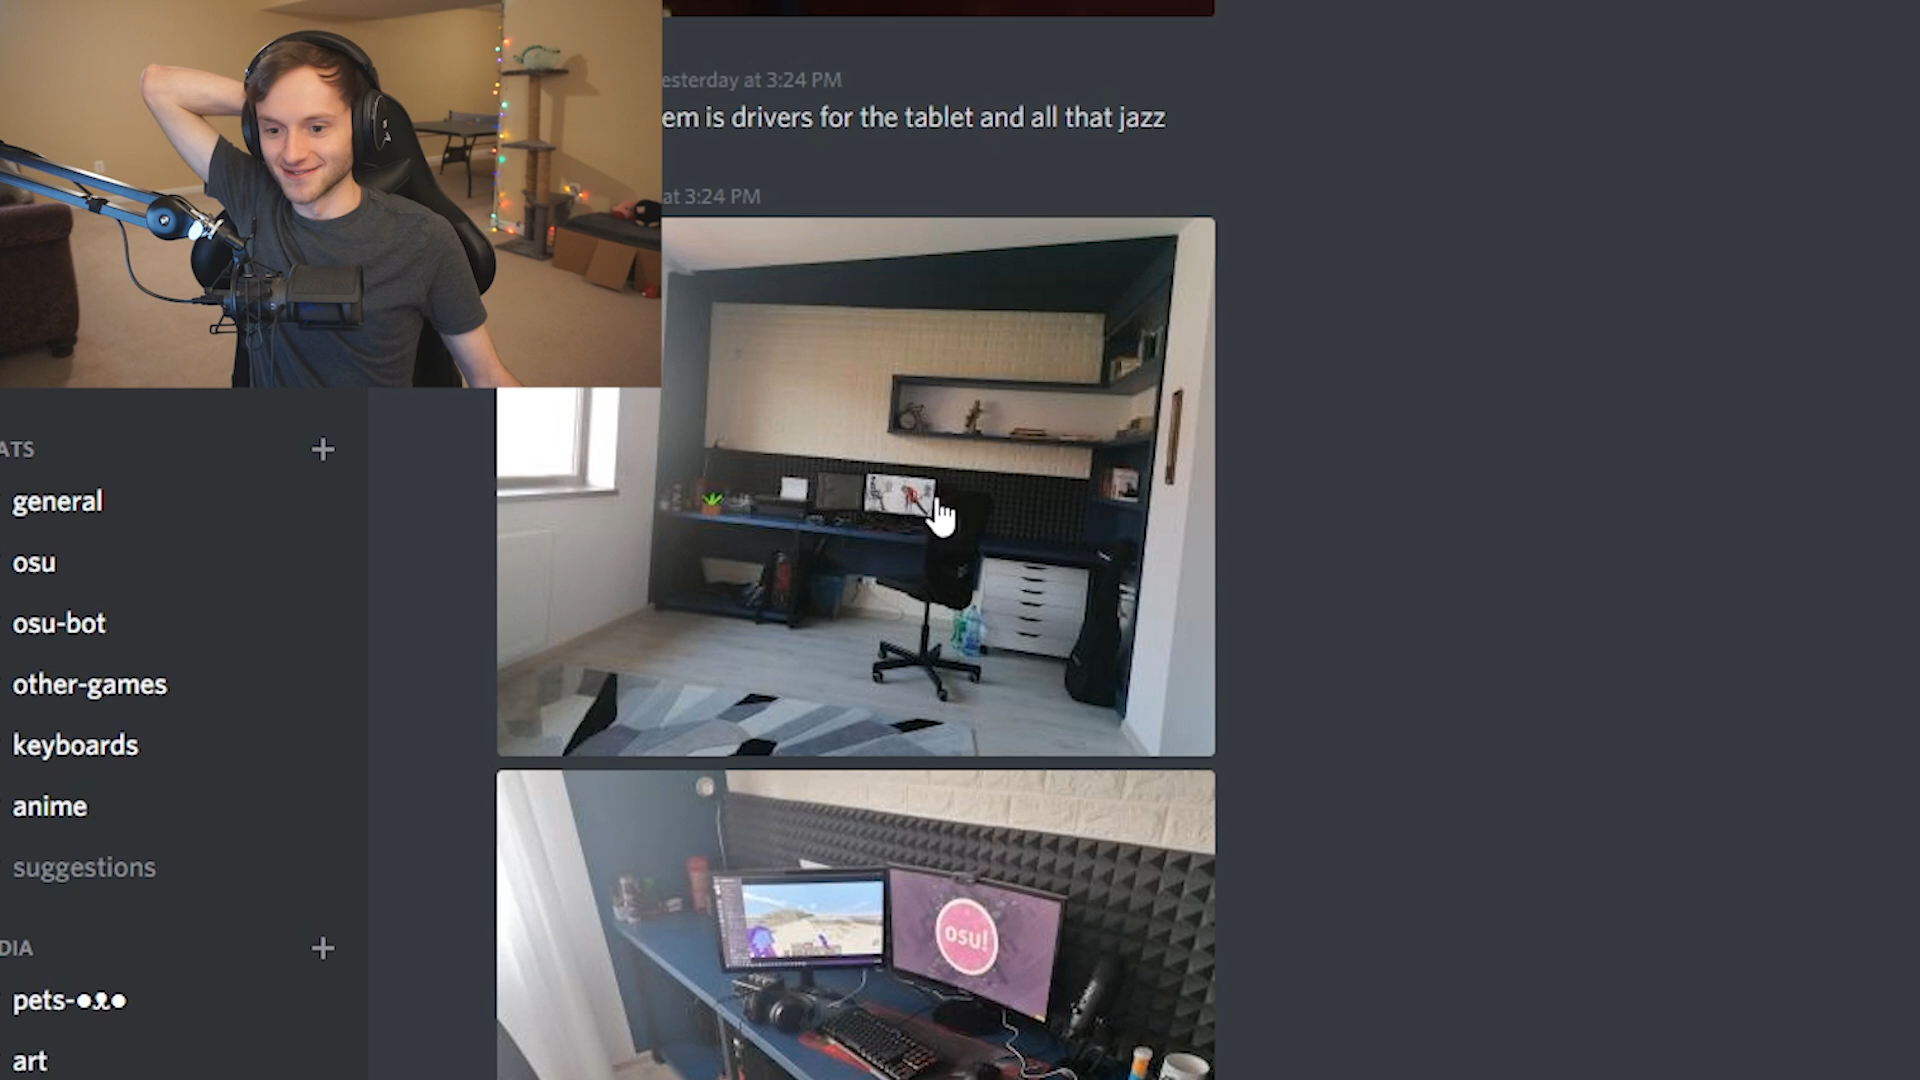 esterday at 3:24 PM
em is drivers for the tablet and all that jazz
at 3:24 PM
ATS
general
osu
osu-bot
other-games
keyboards
anime
suggestions
DIA
pets-●ᴥ●
art
osu!